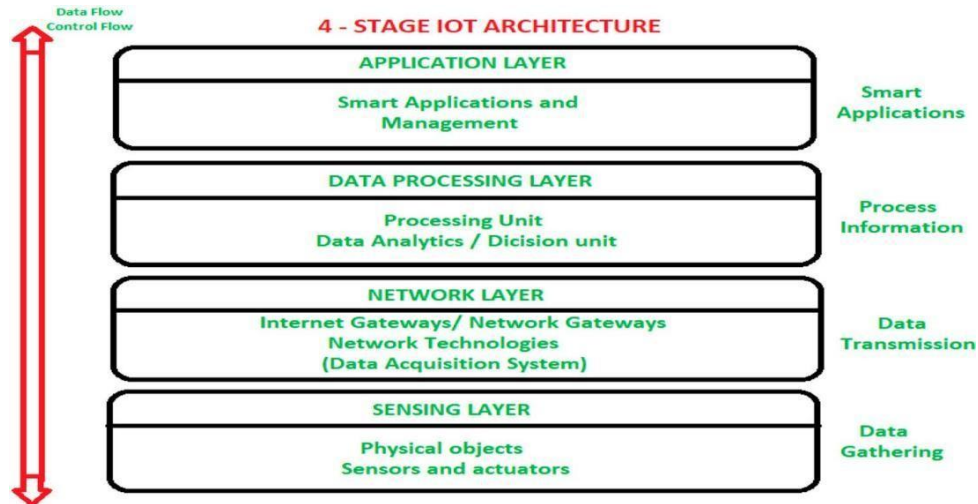 Data Flow
Control Flow
4 - STAGE IOT ARCHITECTURE
APPLICATION LAYER
Smart Applications and
Management
Smart
Applications
DATA PROCESSING LAYER
Processing Unit
Data Analytics / Dicision unit
Process
Information
NETWORK LAYER
Internet Gateways/ Network Gateways
Network Technologies
(Data Acquisition System)
Data
Transmission
SENSING LAYER
Physical objects
Sensors and actuators
Data
Gathering